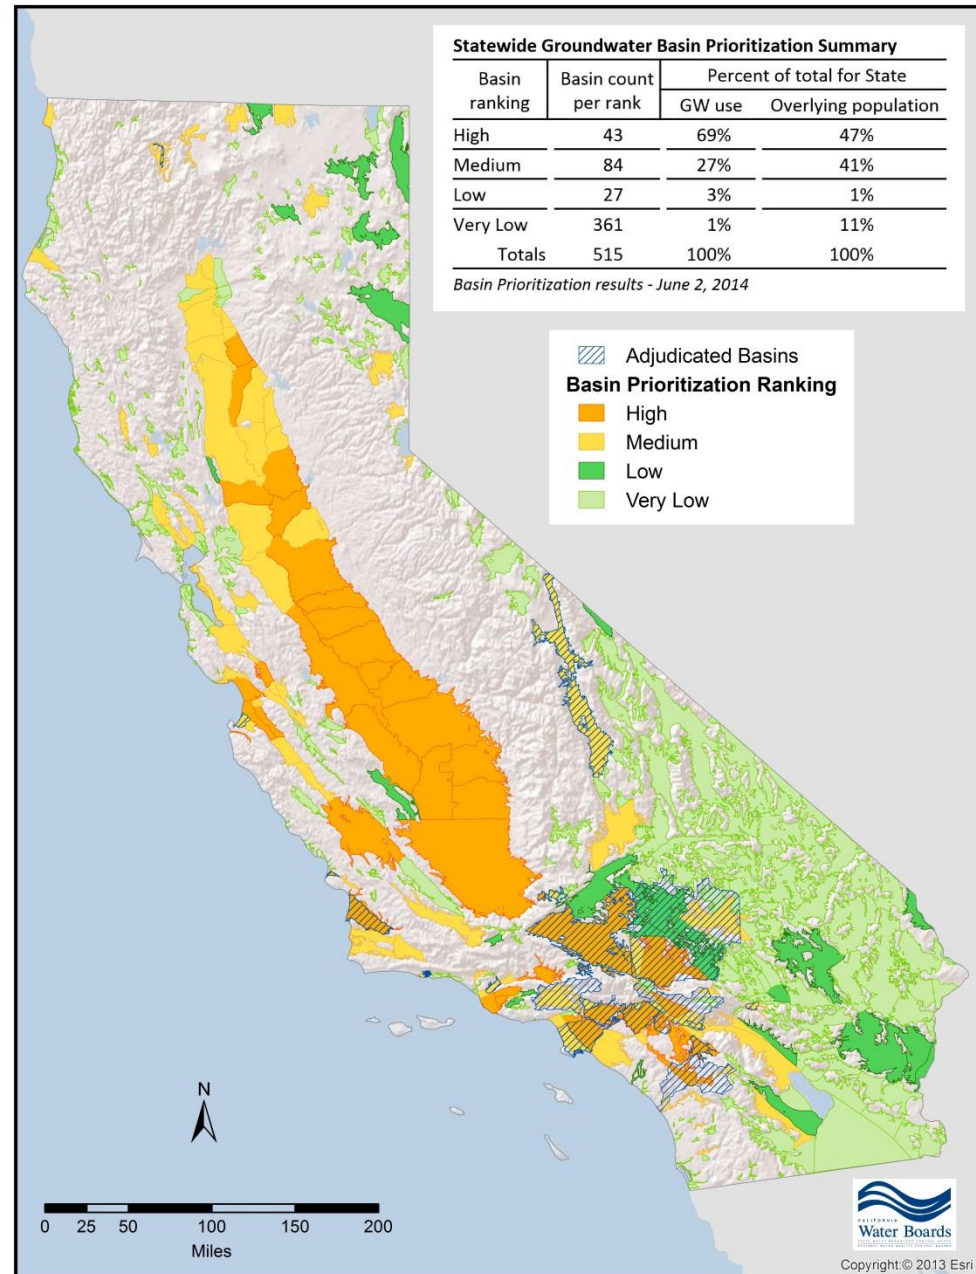 Statewide Groundwater Basin Prioritization Summary
Basin ranking Basin count per rank Percent of total for State
GW use Overlying population
High 43 69% 47%
Medium 84 27% 41%
Low 27 3% 1%
Very Low 361 1% 11%
Totals 515 100% 100%
Basin Prioritization results - June 2, 2014
Adjudicated Basins
Basin Prioritization Ranking
High
Medium
Low
Very Low
N
0 25 50 100 150 200
Miles
CALIFORNIA
Water Boards
Copyright:© 2013 Esri